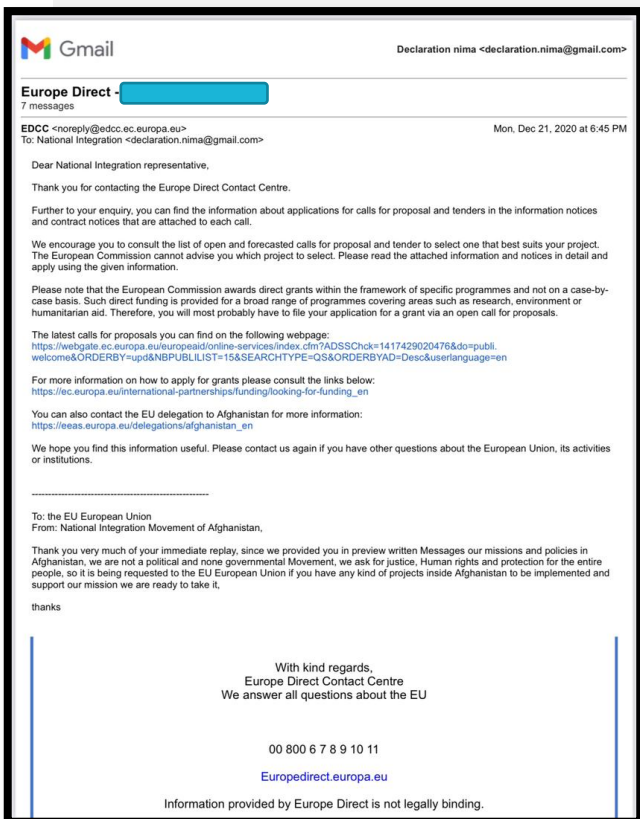 Gmail
Declaration nima <declaration.nima@gmail.com>
Europe Direct -
7 messages
EDCC <noreply@edcc.ec.europa.eu>
Mon, Dec 21, 2020 at 6:45 PM
To: National Integration <declaration.nima@gmail.com>
Dear National Integration representative,
Thank you for contacting the Europe Direct Contact Centre.
Further to your enquiry, you can find the information about applications for calls for proposal and tenders in the information notices
and contract notices that are attached to each call.
We encourage you to consult the list of open and forecasted calls for proposal and tender to select one that best suits your project.
The European Commission cannot advise you which project to select. Please read the attached information and notices in detail and
apply using the given information.
Please note that the European Commission awards direct grants within the framework of specific programmes and not on a case-by-
case basis. Such direct funding is provided for a broad range of programmes covering areas such as research, environment or
humanitarian aid. Therefore, you will most probably have to file your application for a grant via an open call for proposals.
The latest calls for proposals you can find on the following webpage:
https://webgate.ec.europa.eu/europeaid/online-services/index.cfm?ADSSChck=1417429020476&do=publi.
welcome&ORDERBY=upd&NBPUBLILIST=15&SEARCHTYPE=QS&ORDERBYAD=Desc&userlanguage=en
For more information on how to apply for grants please consult the links below:
https://ec.europa.eu/international-partnerships/funding/looking-for-funding_en
You can also contact the EU delegation to Afghanistan for more information:
https://eeas.europa.eu/delegations/afghanistan_en
We hope you find this information useful. Please contact us again if you have other questions about the European Union, its activities
or institutions.
------------------------------------------------------
To: the EU European Union
From: National Integration Movement of Afghanistan,
Thank you very much of your immediate replay, since we provided you in preview written Messages our missions and policies in
Afghanistan, we are not a political and none governmental Movement, we ask for justice, Human rights and protection for the entire
people, so it is being requested to the EU European Union if you have any kind of projects inside Afghanistan to be implemented and
support our mission we are ready to take it,
thanks
With kind regards,
Europe Direct Contact Centre
We answer all questions about the EU
00 800 6 7 8 9 10 11
Europedirect.europa.eu
Information provided by Europe Direct is not legally binding.